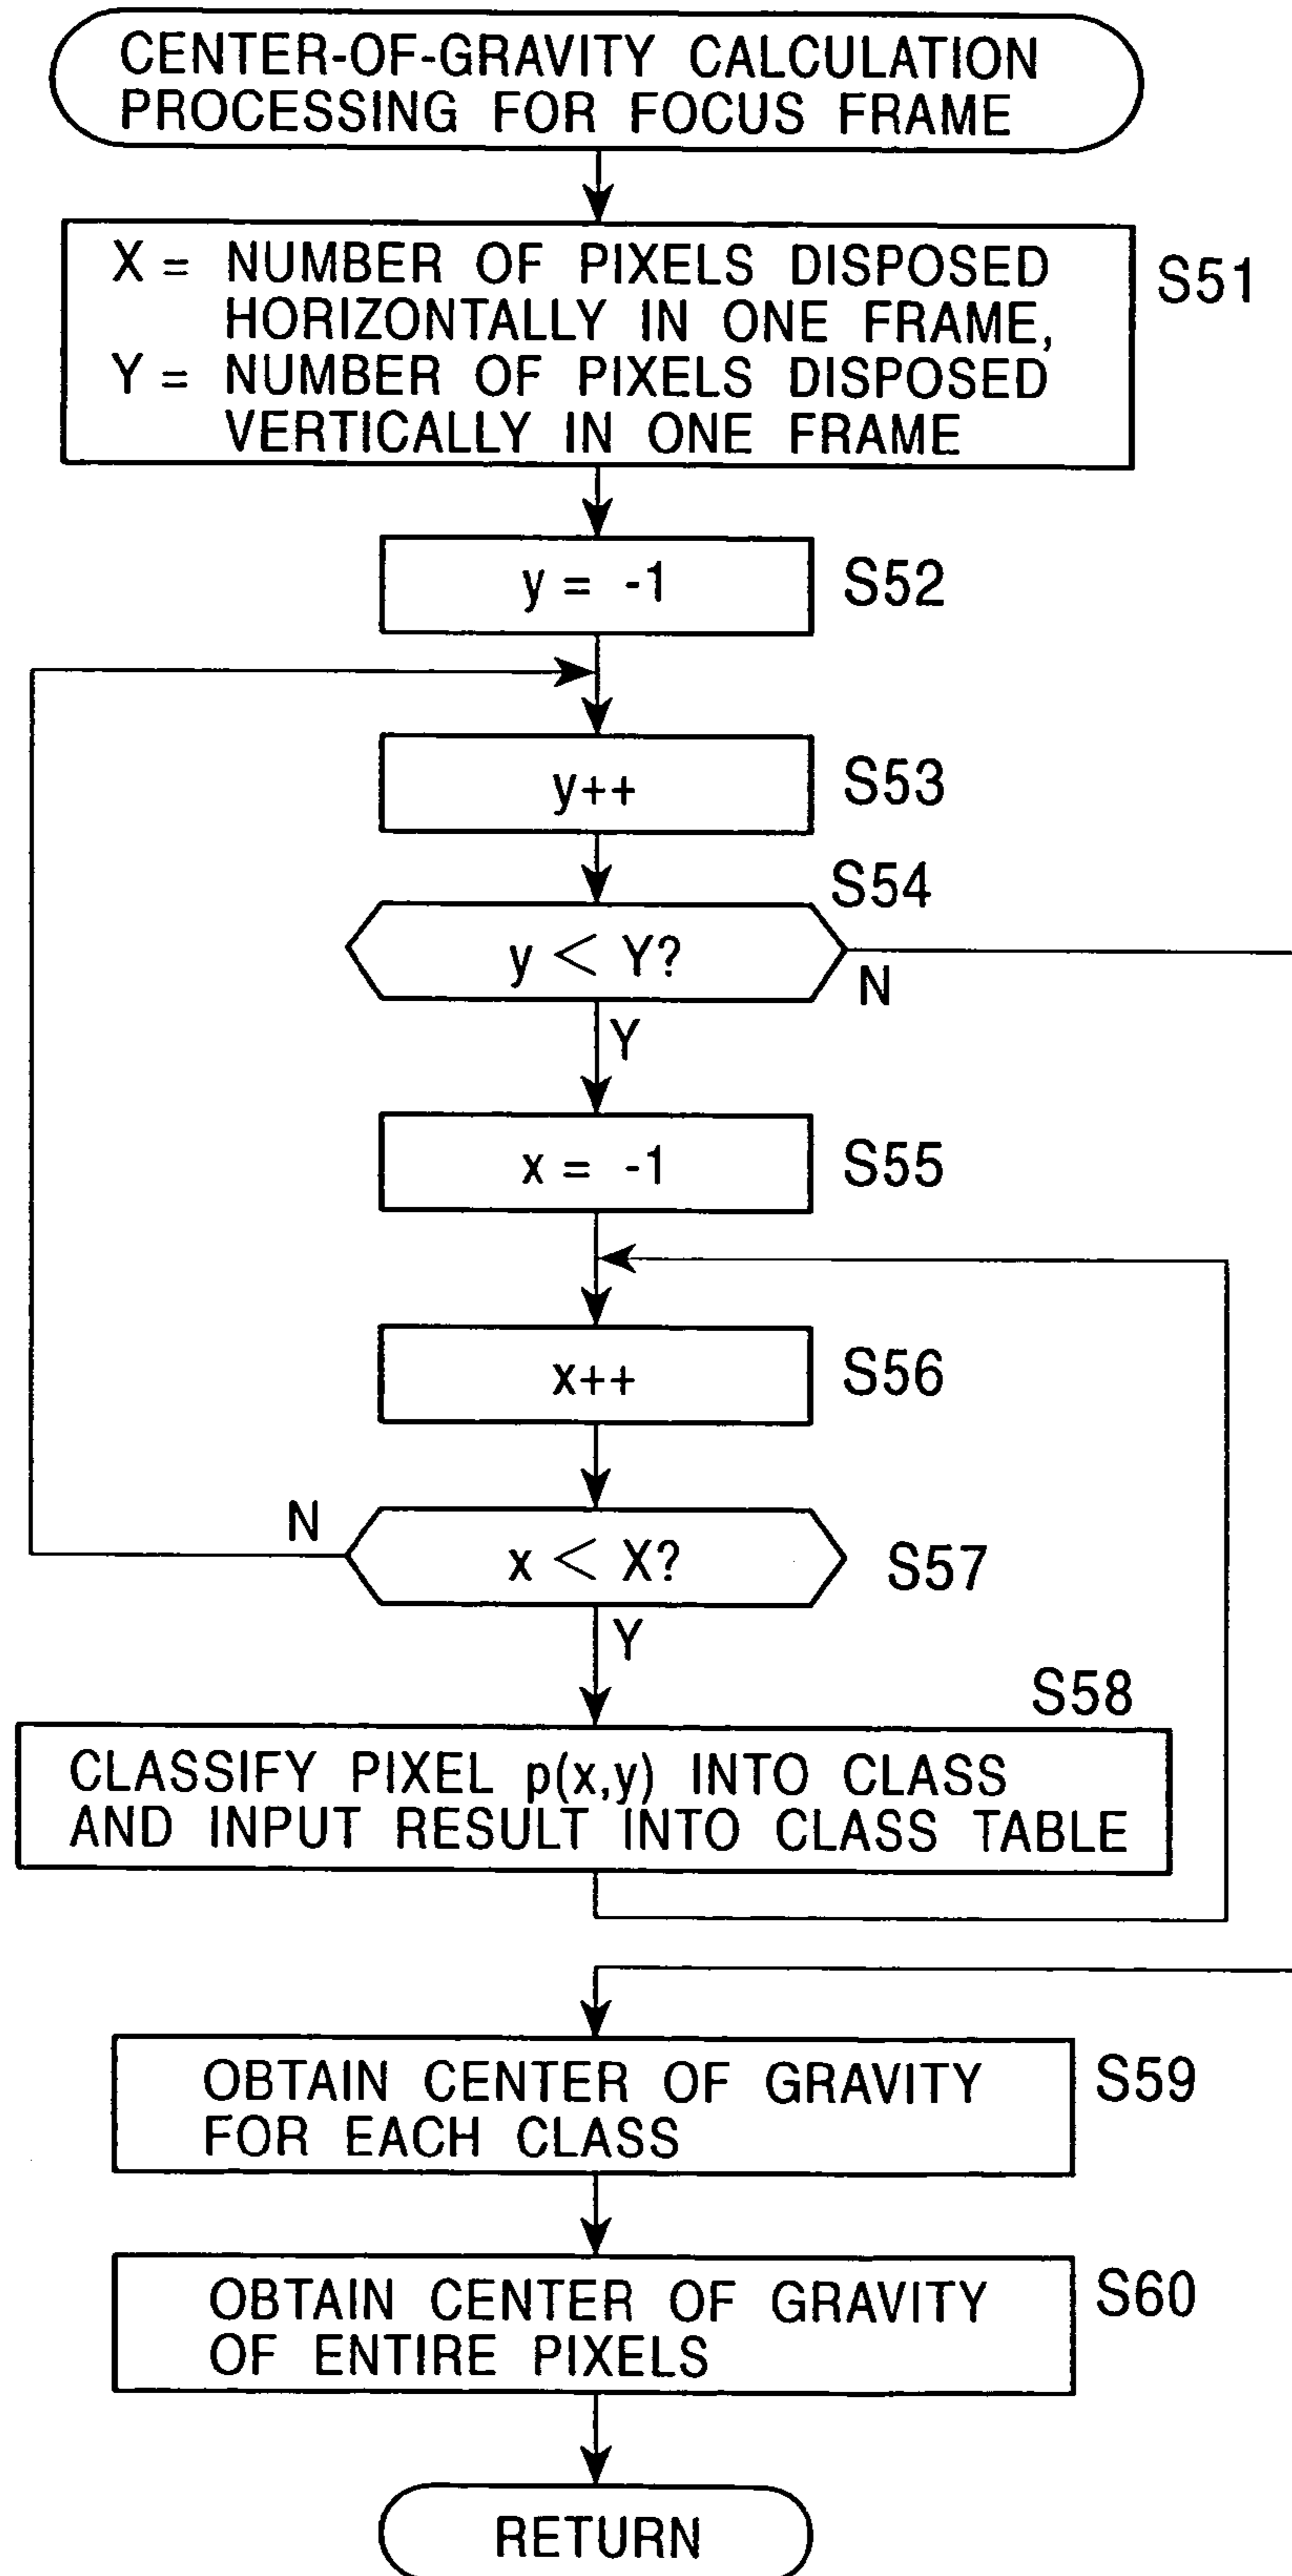 CENTER-OF-GRAVITY CALCULATION
PROCESSING FOR FOCUS FRAME
X = NUMBER OF PIXELS DISPOSED
HORIZONTALLY IN ONE FRAME,
Y = NUMBER OF PIXELS DISPOSED
VERTICALLY IN ONE FRAME
S51
y = -1
S52
y++
S53
S54
y < Y?
N
Y
x = -1
S55
x++
S56
N
x < X?
S57
Y
S58
CLASSIFY PIXEL p(x,y) INTO CLASS
AND INPUT RESULT INTO CLASS TABLE
OBTAIN CENTER OF GRAVITY
FOR EACH CLASS
S59
OBTAIN CENTER OF GRAVITY
OF ENTIRE PIXELS
S60
RETURN